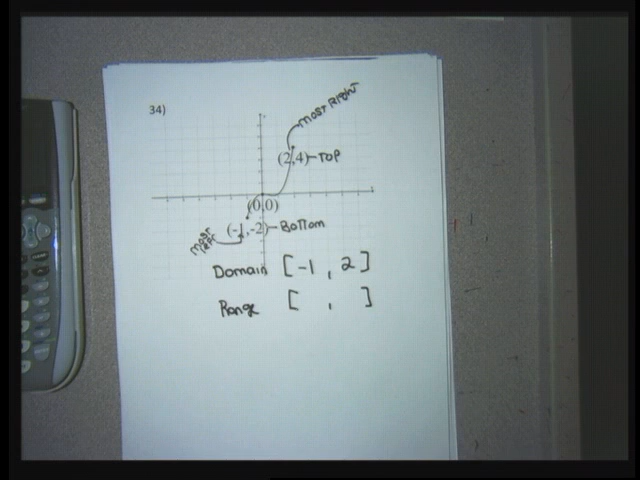 34)
MOST RIGHT
(2,4)-TOP
(0,0)
(-1,-2)-Bottom
MOST LEFT
Domain [-1, 2]
Range [ , ]